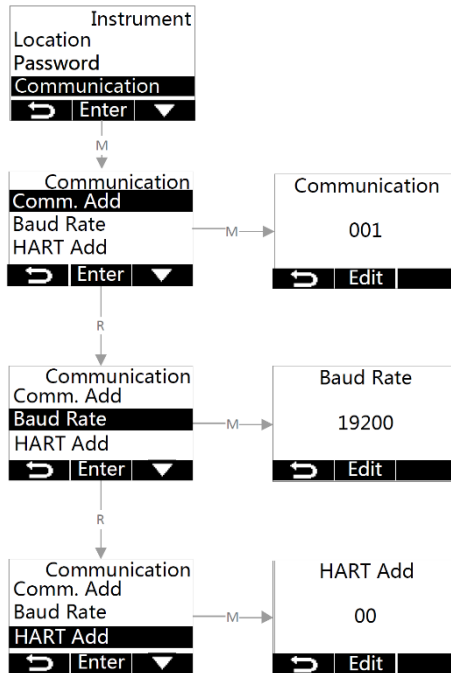 Instrument
Location
Password
Communication
Enter
M
Communication
Comm. Add
Baud Rate
HART Add
Enter
M
Communication
001
Edit
R
Communication
Comm. Add
Baud Rate
HART Add
Enter
M
Baud Rate
19200
Edit
R
Communication
Comm. Add
Baud Rate
HART Add
Enter
M
HART Add
00
Edit